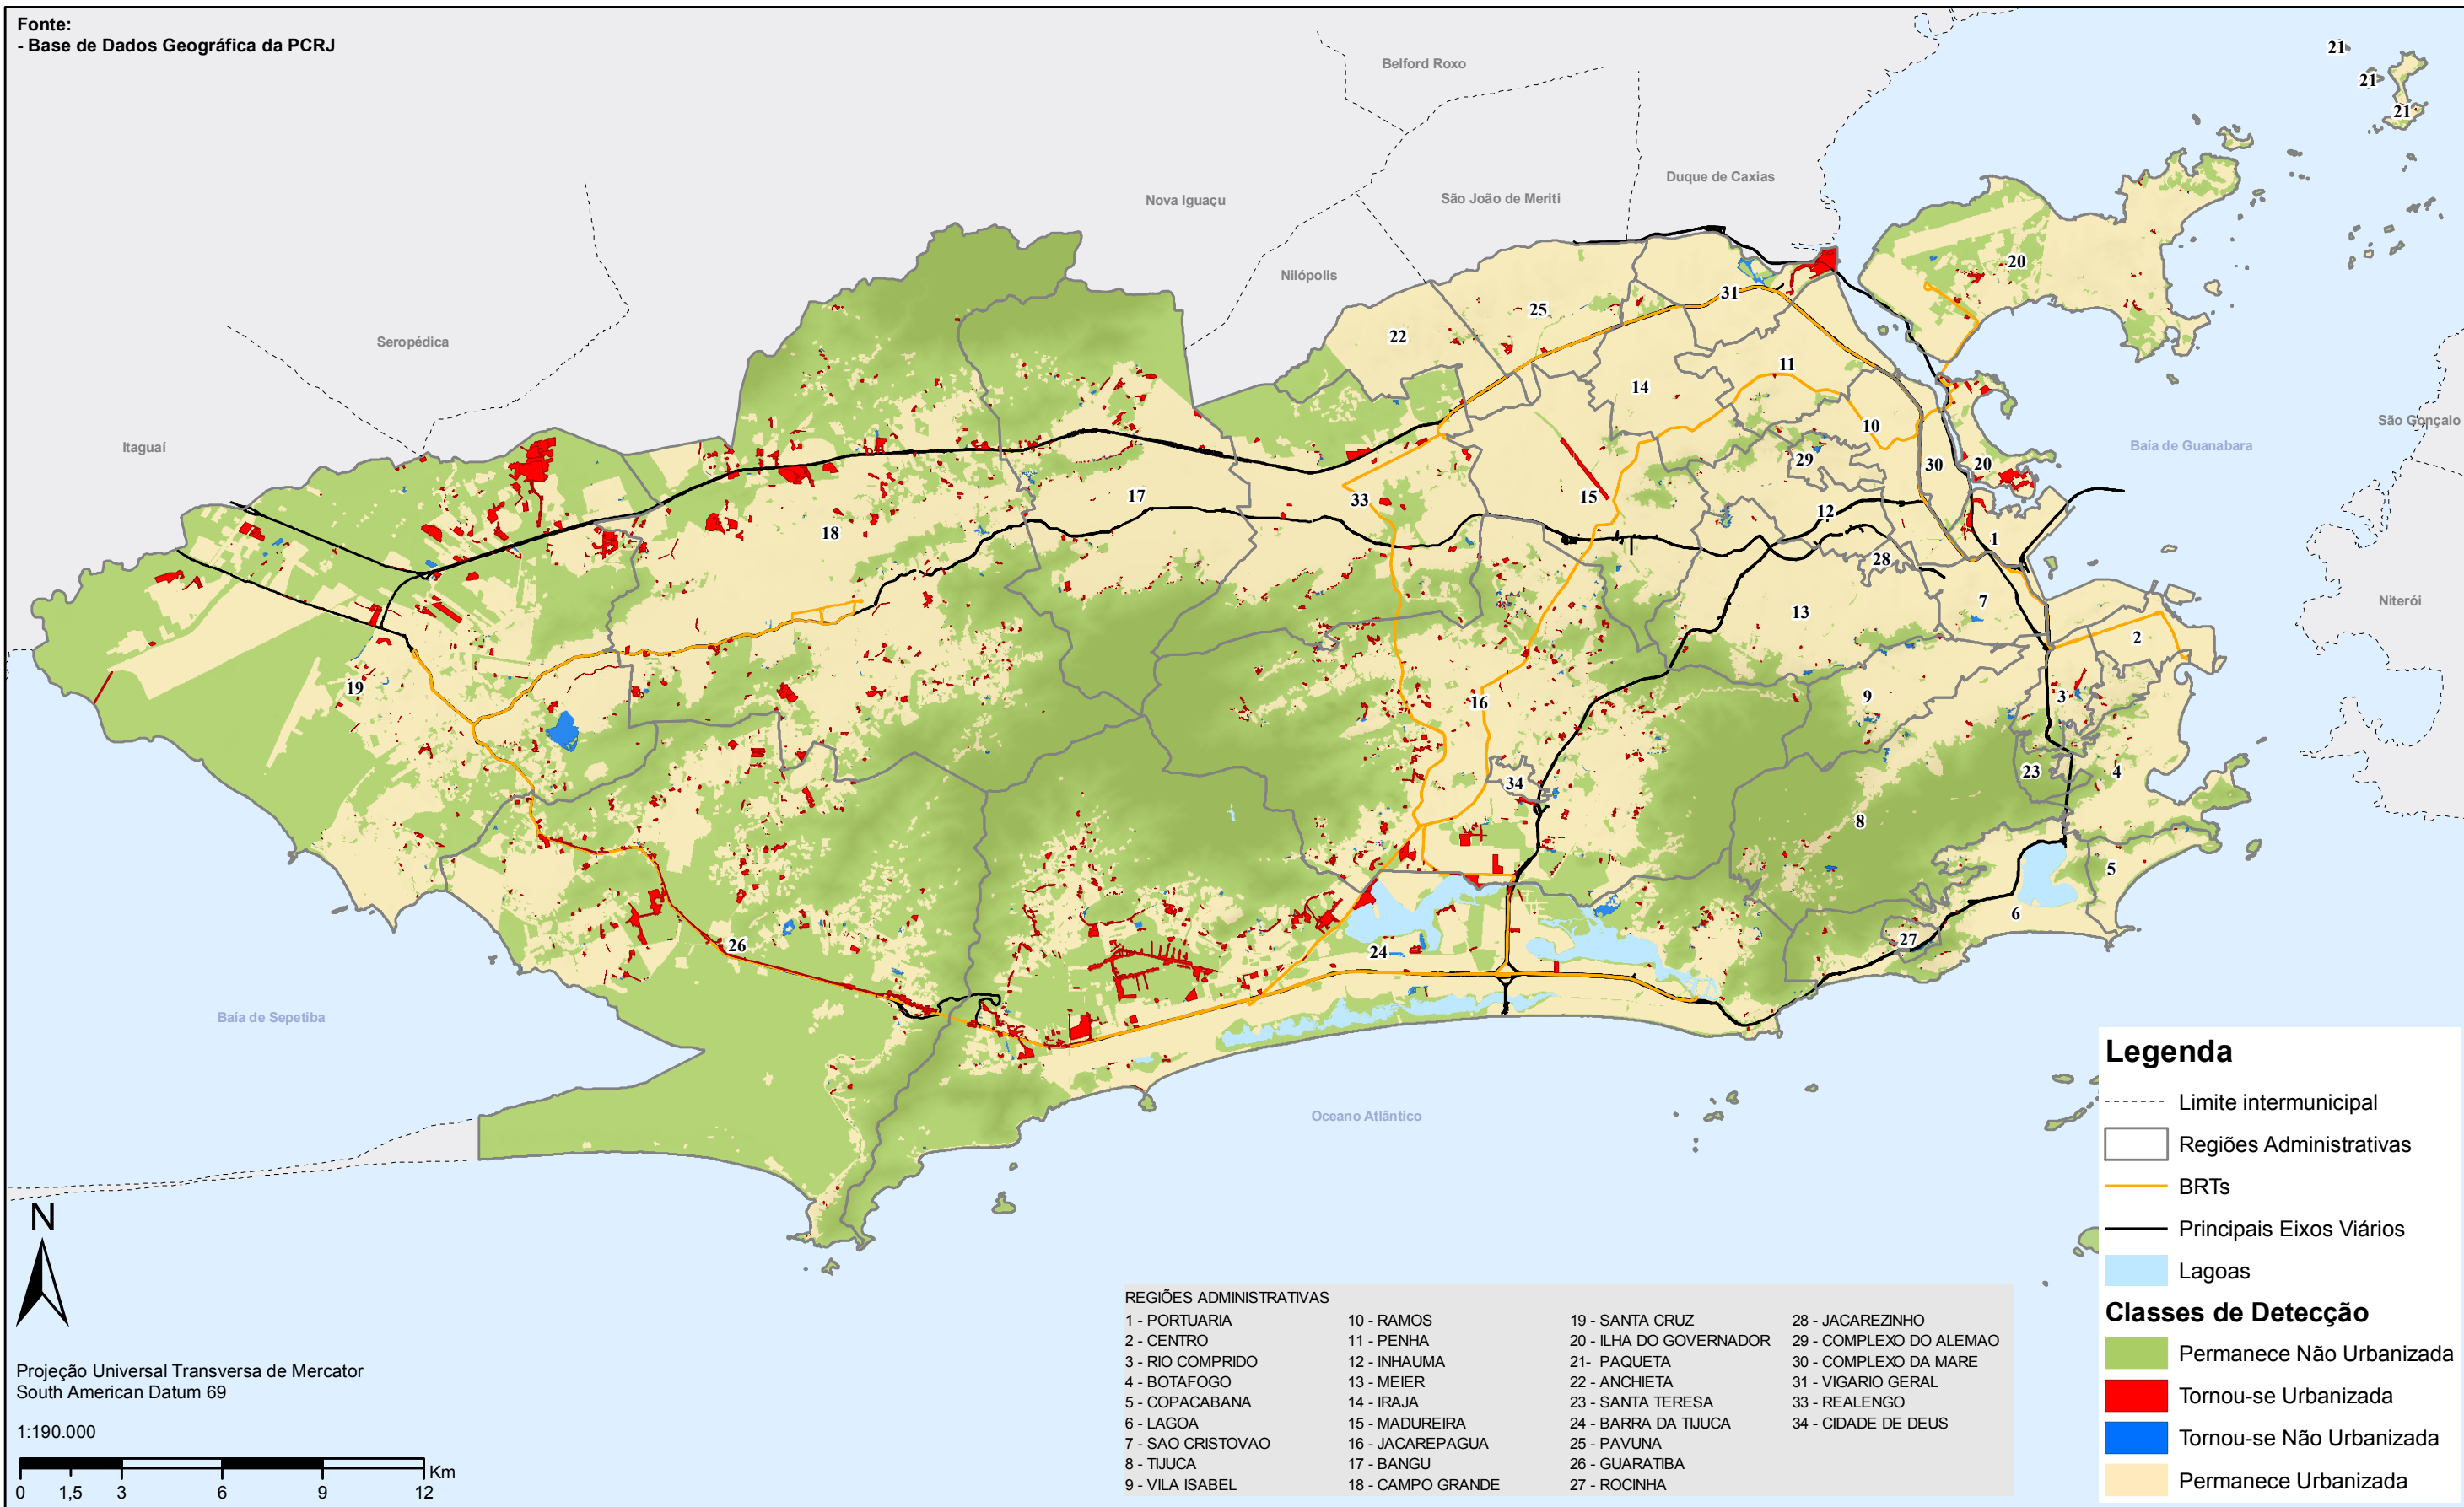 Fonte:
- Base de Dados Geográfica da PCRJ
Belford Roxo
Duque de Caxias
Nova Iguaçu
São João de Meriti
Nilópolis
Seropédica
Itaguaí
São Gonçalo
Baía de Guanabara
Niterói
Baía de Sepetiba
Oceano Atlântico
21
21
21
20
31
25
22
11
14
10
29
20
30
17
33
15
12
18
1
28
7
13
2
19
16
9
3
34
23
4
8
5
6
27
26
24
Legenda
Limite intermunicipal
Regiões Administrativas
BRTs
Principais Eixos Viários
Lagoas
Classes de Detecção
Permanece Não Urbanizada
Tornou-se Urbanizada
Tornou-se Não Urbanizada
Permanece Urbanizada
REGIÕES ADMINISTRATIVAS
1 - PORTUARIA
2 - CENTRO
3 - RIO COMPRIDO
4 - BOTAFOGO
5 - COPACABANA
6 - LAGOA
7 - SAO CRISTOVAO
8 - TIJUCA
9 - VILA ISABEL
10 - RAMOS
11 - PENHA
12 - INHAUMA
13 - MEIER
14 - IRAJA
15 - MADUREIRA
16 - JACAREPAGUA
17 - BANGU
18 - CAMPO GRANDE
19 - SANTA CRUZ
20 - ILHA DO GOVERNADOR
21- PAQUETA
22 - ANCHIETA
23 - SANTA TERESA
24 - BARRA DA TIJUCA
25 - PAVUNA
26 - GUARATIBA
27 - ROCINHA
28 - JACAREZINHO
29 - COMPLEXO DO ALEMAO
30 - COMPLEXO DA MARE
31 - VIGARIO GERAL
33 - REALENGO
34 - CIDADE DE DEUS
N
Projeção Universal Transversa de Mercator
South American Datum 69
1:190.000
Km
0 1,5 3 6 9 12